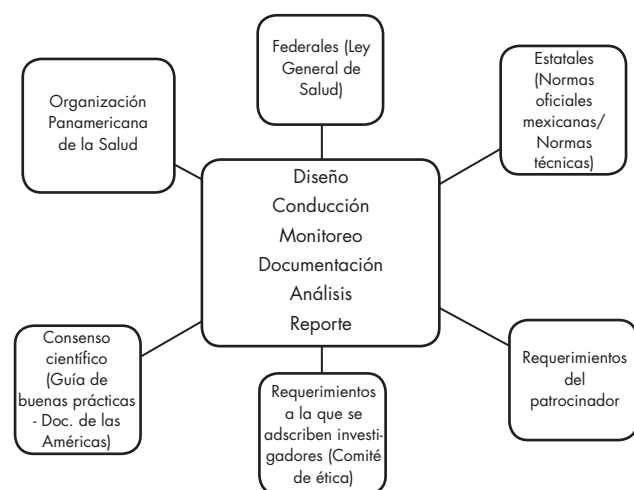 Federales (Ley
General de
Salud)
Organización
Panamericana
de la Salud
Estatales
(Normas
oficiales
mexicanas/
Normas
técnicas)
Diseño
Conducción
Monitoreo
Documentación
Análisis
Reporte
Consenso
científico
(Guía de
buenas prácticas
- Doc. de las
Américas)
Requerimientos
a la que se
adscriben investi-
gadores (Comité
de ética)
Requerimientos
del
patrocinador